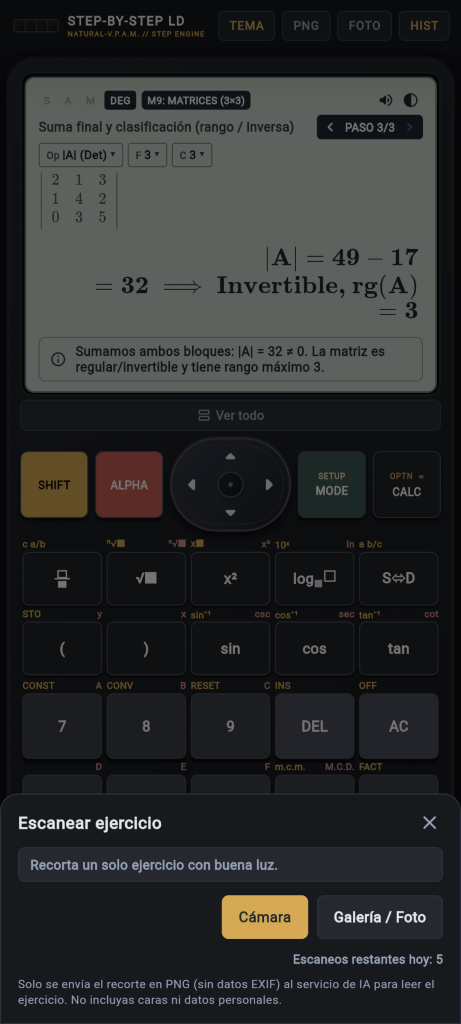 STEP-BY-STEP LD
NATURAL-V.P.A.M. // STEP ENGINE
TEMA PNG FOTO HIST
S A M DEG M9: MATRICES (3×3)
Suma final y clasificación (rango / inversa)
PASO 3/3
Op |A| (Det) F 3 C 3
2 1 3
1 4 2
0 3 5
|A| = 49 − 17
= 32 ⟹ Invertible, rg(A)
= 3
Sumamos ambos bloques: |A| = 32 ≠ 0. La matriz es
regular/invertible y tiene rango máximo 3.
Ver todo
SHIFT ALPHA
SETUP
MODE
OPTN =
CALC
c a/b ⁿ√■ ³√■ x■ x³ 10ˣ ln a b/c
√■ x² log■□ S⇔D
STO y x sin⁻¹ csc cos⁻¹ sec tan⁻¹ cot
( ) sin cos tan
CONST A CONV B RESET C INS OFF
7 8 9 DEL AC
D E F m.c.m. M.C.D. FACT
Escanear ejercicio
Recorta un solo ejercicio con buena luz.
Cámara Galería / Foto
Escaneos restantes hoy: 5
Solo se envía el recorte en PNG (sin datos EXIF) al servicio de IA para leer el
ejercicio. No incluyas caras ni datos personales.